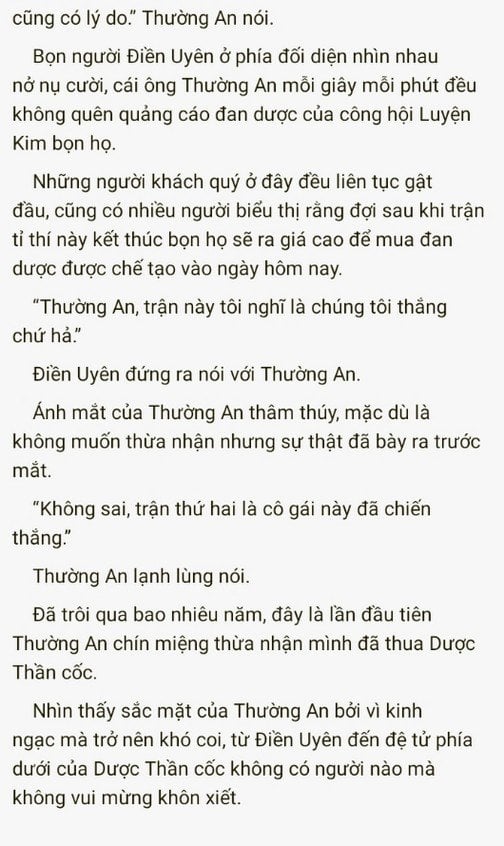 cũng có lý do.” Thường An nói.
Bọn người Điền Uyên ở phía đối diện nhìn nhau
nở nụ cười, cái ông Thường An mỗi giây mỗi phút đều
không quên quảng cáo đan dược của công hội Luyện
Kim bọn họ.
Những người khách quý ở đây đều liên tục gật
đầu, cũng có nhiều người biểu thị rằng đợi sau khi trận
tỉ thí này kết thúc bọn họ sẽ ra giá cao để mua đan
dược được chế tạo vào ngày hôm nay.
“Thường An, trận này tôi nghĩ là chúng tôi thắng
chứ hả.”
Điền Uyên đứng ra nói với Thường An.
Ánh mắt của Thường An thâm thúy, mặc dù là
không muốn thừa nhận nhưng sự thật đã bày ra trước
mắt.
“Không sai, trận thứ hai là cô gái này đã chiến
thắng.”
Thường An lạnh lùng nói.
Đã trôi qua bao nhiêu năm, đây là lần đầu tiên
Thường An chín miệng thừa nhận mình đã thua Dược
Thần cốc.
Nhìn thấy sắc mặt của Thường An bởi vì kinh
ngạc mà trở nên khó coi, từ Điền Uyên đến đệ tử phía
dưới của Dược Thần cốc không có người nào mà
không vui mừng khôn xiết.